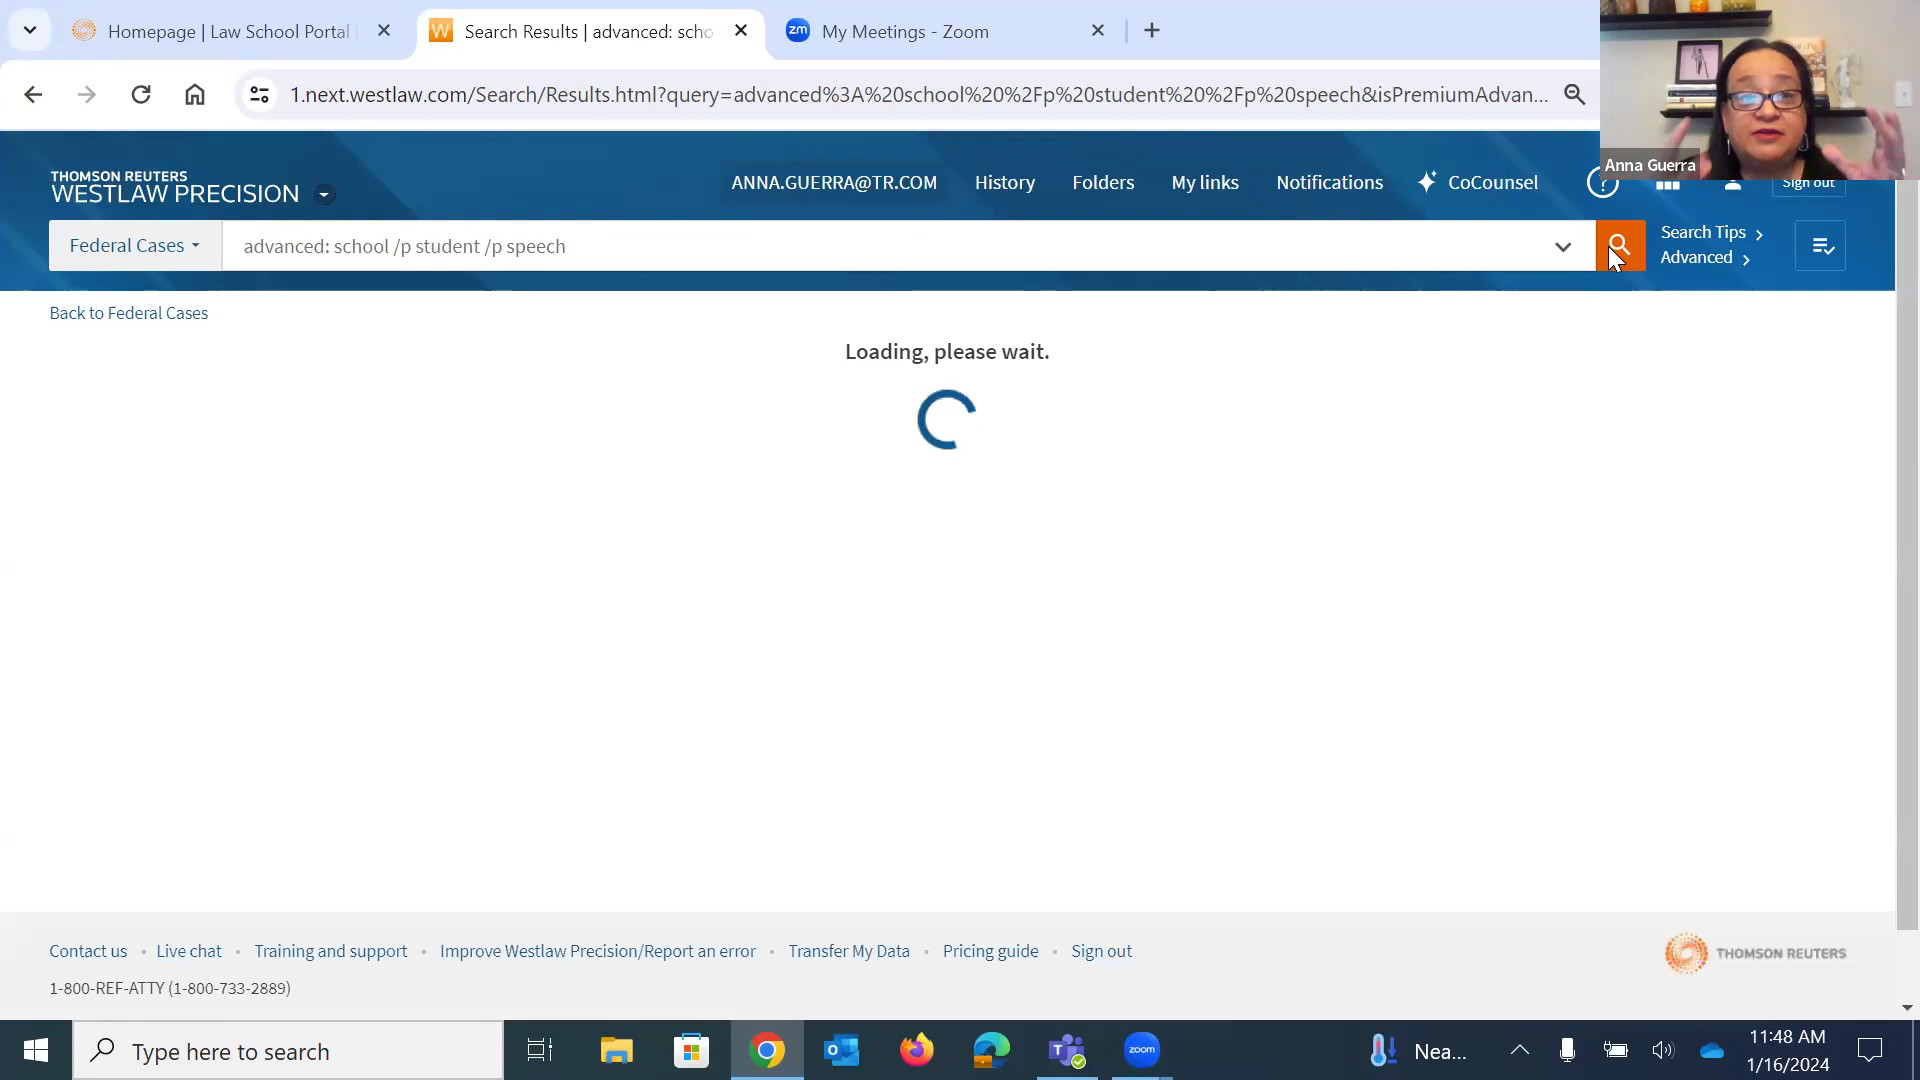 Homepage | Law School Portal
Search Results | advanced: scho
zm My Meetings - Zoom
1.next.westlaw.com/Search/Results.html?query=advanced%3A%20school%20%2Fp%20student%20%2Fp%20speech&isPremiumAdvan...
Anna Guerra
THOMSON REUTERS
WESTLAW PRECISION
ANNA.GUERRA@TR.COM
History
Folders
My links
Notifications
CoCounsel
Sign out
Federal Cases
advanced: school /p student /p speech
Search Tips
Advanced
Back to Federal Cases
Loading, please wait.
Contact us • Live chat • Training and support • Improve Westlaw Precision/Report an error • Transfer My Data • Pricing guide • Sign out
THOMSON REUTERS
1-800-REF-ATTY (1-800-733-2889)
Type here to search
zoom
Nea...
11:48 AM
1/16/2024